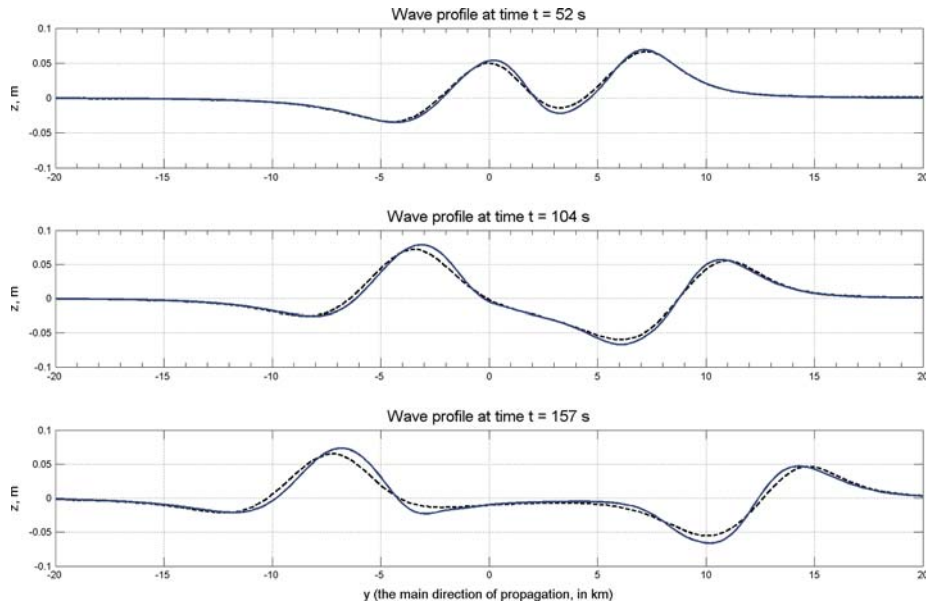 Wave profile at time t = 52 s
0.1
0.05
0
-0.05
-0.1
z, m
-20 -15 -10 -5 0 5 10 15 20
Wave profile at time t = 104 s
0.1
0.05
0
-0.05
-0.1
z, m
-20 -15 -10 -5 0 5 10 15 20
Wave profile at time t = 157 s
0.1
0.05
0
-0.05
-0.1
z, m
-20 -15 -10 -5 0 5 10 15 20
y (the main direction of propagation, in km)